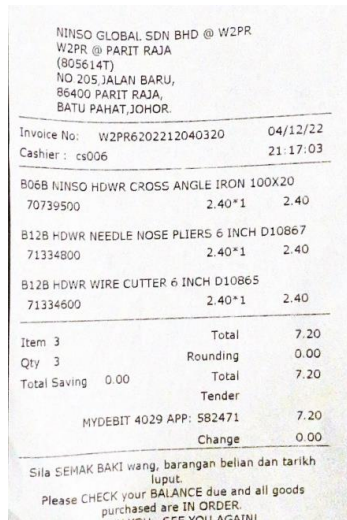 NINSO GLOBAL SDN BHD @ W2PR
W2PR @ PARIT RAJA
(805614T)
NO 205,JALAN BARU,
86400 PARIT RAJA,
BATU PAHAT,JOHOR.
Invoice No: W2PR6202212040320 04/12/22
Cashier : cs006 21:17:03
B06B NINSO HDWR CROSS ANGLE IRON 100X20
70739500 2.40*1 2.40
B12B HDWR NEEDLE NOSE PLIERS 6 INCH D10867
71334800 2.40*1 2.40
B12B HDWR WIRE CUTTER 6 INCH D10865
71334600 2.40*1 2.40
Item 3 Total 7.20
Qty 3 Rounding 0.00
Total Saving 0.00 Total 7.20
Tender
MYDEBIT 4029 APP: 582471 7.20
Change 0.00
Sila SEMAK BAKI wang, barangan belian dan tarikh
luput.
Please CHECK your BALANCE due and all goods
purchased are IN ORDER.
SEE YOU AGAIN!